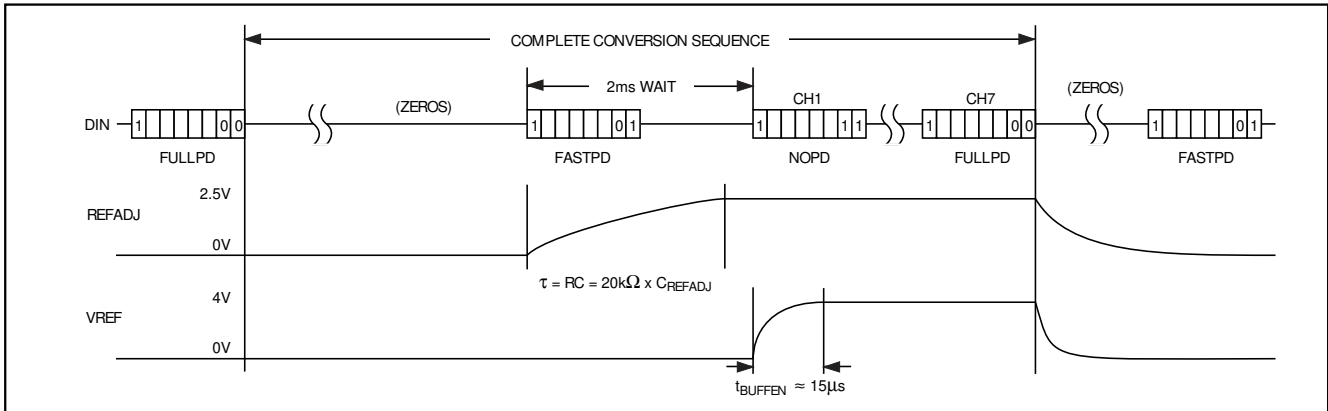 COMPLETE CONVERSION SEQUENCE
2ms WAIT
(ZEROS) CH1 CH7 (ZEROS)
DIN 1 0 0 1 0 1 1 1 1 1 0 0 1 0 1
FULLPD FASTPD NOPD FULLPD FASTPD
2.5V
REFADJ
0V
τ = RC = 20kΩ x CREFADJ
4V
VREF
0V
tBUFFEN ≈ 15μs